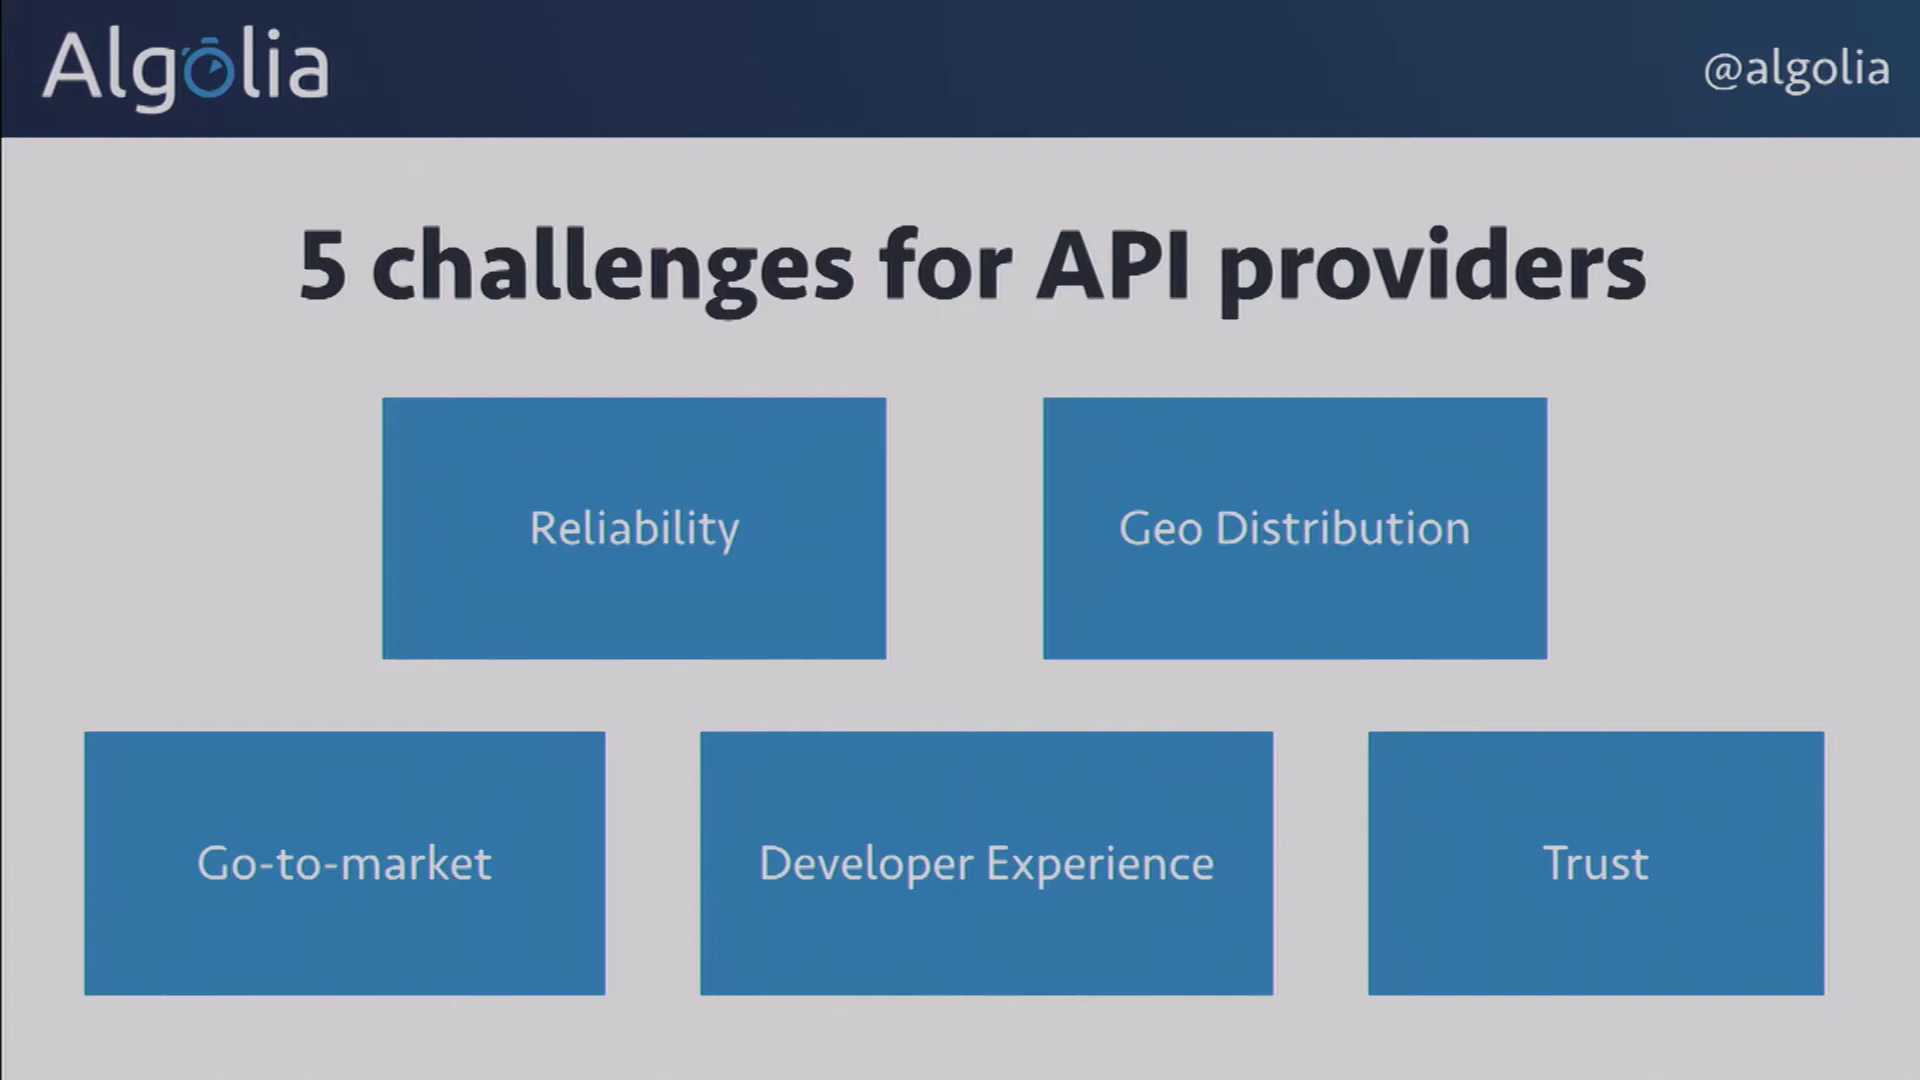 Algolia
@algolia
5 challenges for API providers
Reliability
Geo Distribution
Go-to-market
Developer Experience
Trust